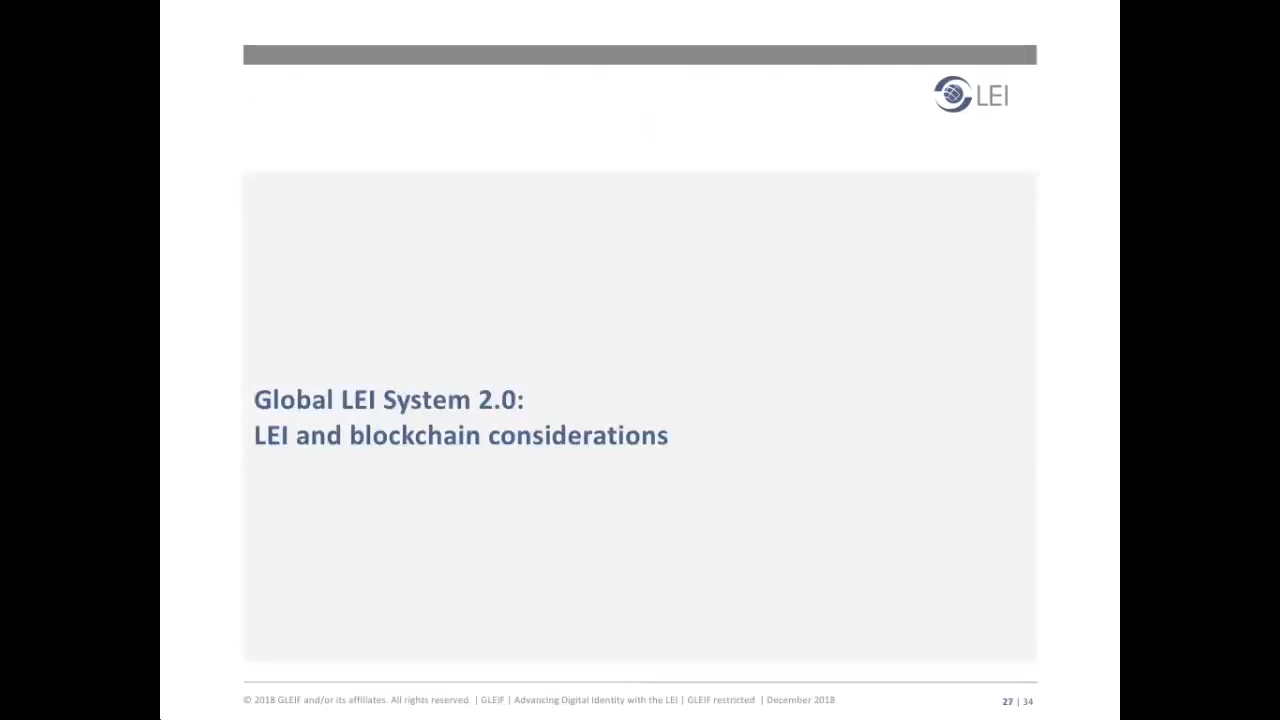 LEI
Global LEI System 2.0:
LEI and blockchain considerations
© 2018 GLEIF and/or its affiliates. All rights reserved. | GLEIF | Advancing Digital Identity with the LEI | GLEIF restricted | December 2018
27 | 34